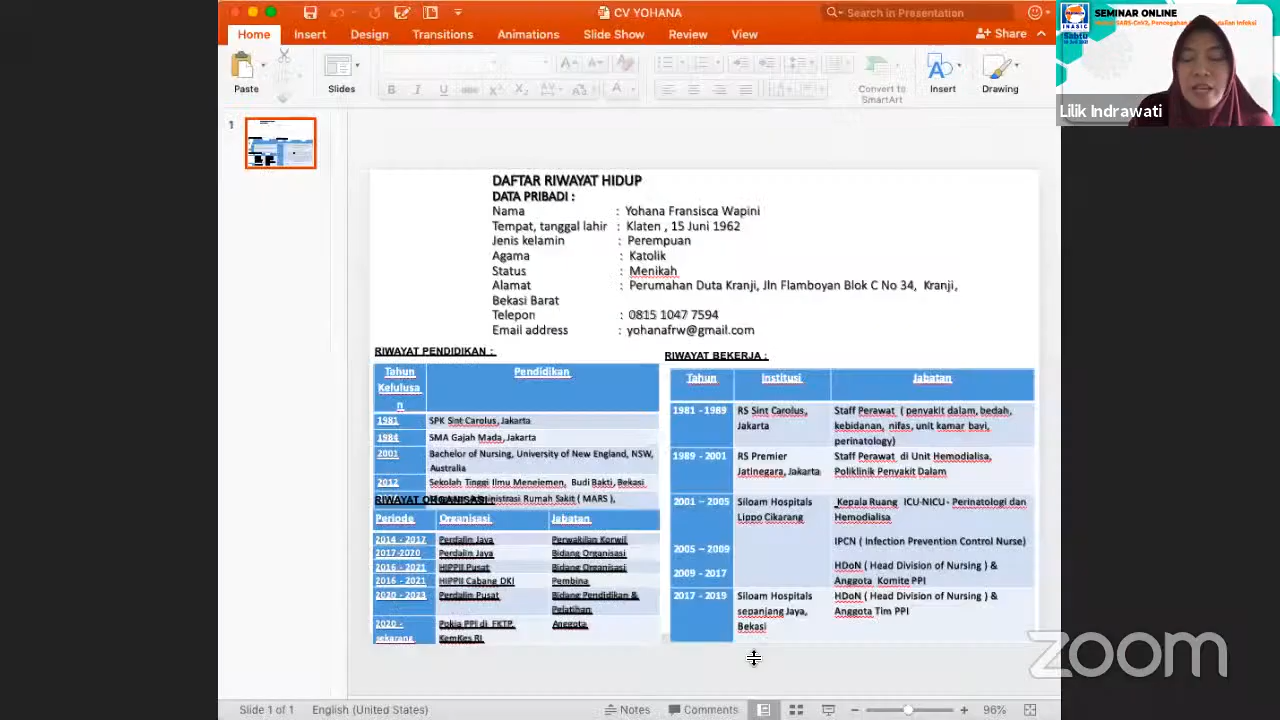 CV YOHANA
Search in Presentation
Home
Insert
Design
Transitions
Animations
Slide Show
Review
View
Share
Paste
Slides
B I U
Convert to
SmartArt
Insert
Drawing
SEMINAR ONLINE
Sabtu
Lilik Indrawati
1
DAFTAR RIWAYAT HIDUP
DATA PRIBADI :
Nama : Yohana Fransisca Wapini
Tempat, tanggal lahir : Klaten , 15 Juni 1962
Jenis kelamin : Perempuan
Agama : Katolik
Status : Menikah
Alamat : Perumahan Duta Kranji, Jln Flamboyan Blok C No 34, Kranji,
Bekasi Barat
Telepon : 0815 1047 7594
Email address : yohanafrw@gmail.com
RIWAYAT PENDIDIKAN :
Tahun Kelulusan Pendidikan
1981 SPK Sint Carolus, Jakarta
1984 SMA Gajah Mada, Jakarta
2001 Bachelor of Nursing, University of New England, NSW,
Australia
2012 Sekolah Tinggi Ilmu Menejemen, Budi Bakti, Bekasi
Administrasi Rumah Sakit ( MARS ),
RIWAYAT ORGANISASI :
Periode Organisasi Jabatan
2014 - 2017 Perdalin Jaya Perwakilan Korwil
2017-2020 Perdalin Jaya Bidang Organisasi
2016 - 2021 HIPPII Pusat Bidang Organisasi
2016 - 2021 HIPPII Cabang DKI Pembina
2020 - 2023 Perdalin Pusat Bidang Pendidikan &
Pelatihan
2020 - Pokja PPI di FKTP, Anggota
sekarang KemKes RI
RIWAYAT BEKERJA :
Tahun Institusi Jabatan
1981 -1989 RS Sint Carolus, Staff Perawat ( penyakit dalam, bedah,
Jakarta kebidanan, nifas, unit kamar bayi,
perinatology)
1989 - 2001 RS Premier Staff Perawat di Unit Hemodialisa,
Jatinegara, Jakarta Poliklinik Penyakit Dalam
2001 – 2005 Siloam Hospitals Kepala Ruang ICU-NICU- Perinatologi dan
Lippo Cikarang Hemodialisa
2005 – 2009 IPCN ( Infection Prevention Control Nurse)
2009 - 2017 HDoN ( Head Division of Nursing ) &
Anggota Komite PPI
2017 - 2019 Siloam Hospitals HDoN ( Head Division of Nursing ) &
sepanjang Jaya, Anggota Tim PPI
Bekasi
zoom
Slide 1 of 1
English (United States)
Notes
Comments
96%